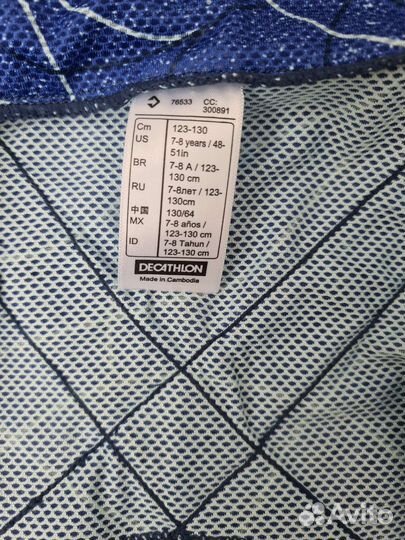 76533 CC: 300891
Cm 123-130
US 7-8 years / 48-
51in
BR 7-8 A / 123-
130 cm
RU 7-8лет / 123-
130cm
中国 130/64
MX 7-8 años /
123-130 cm
ID 7-8 Tahun /
123-130 cm
DECATHLON
Made in Cambodia
Avito